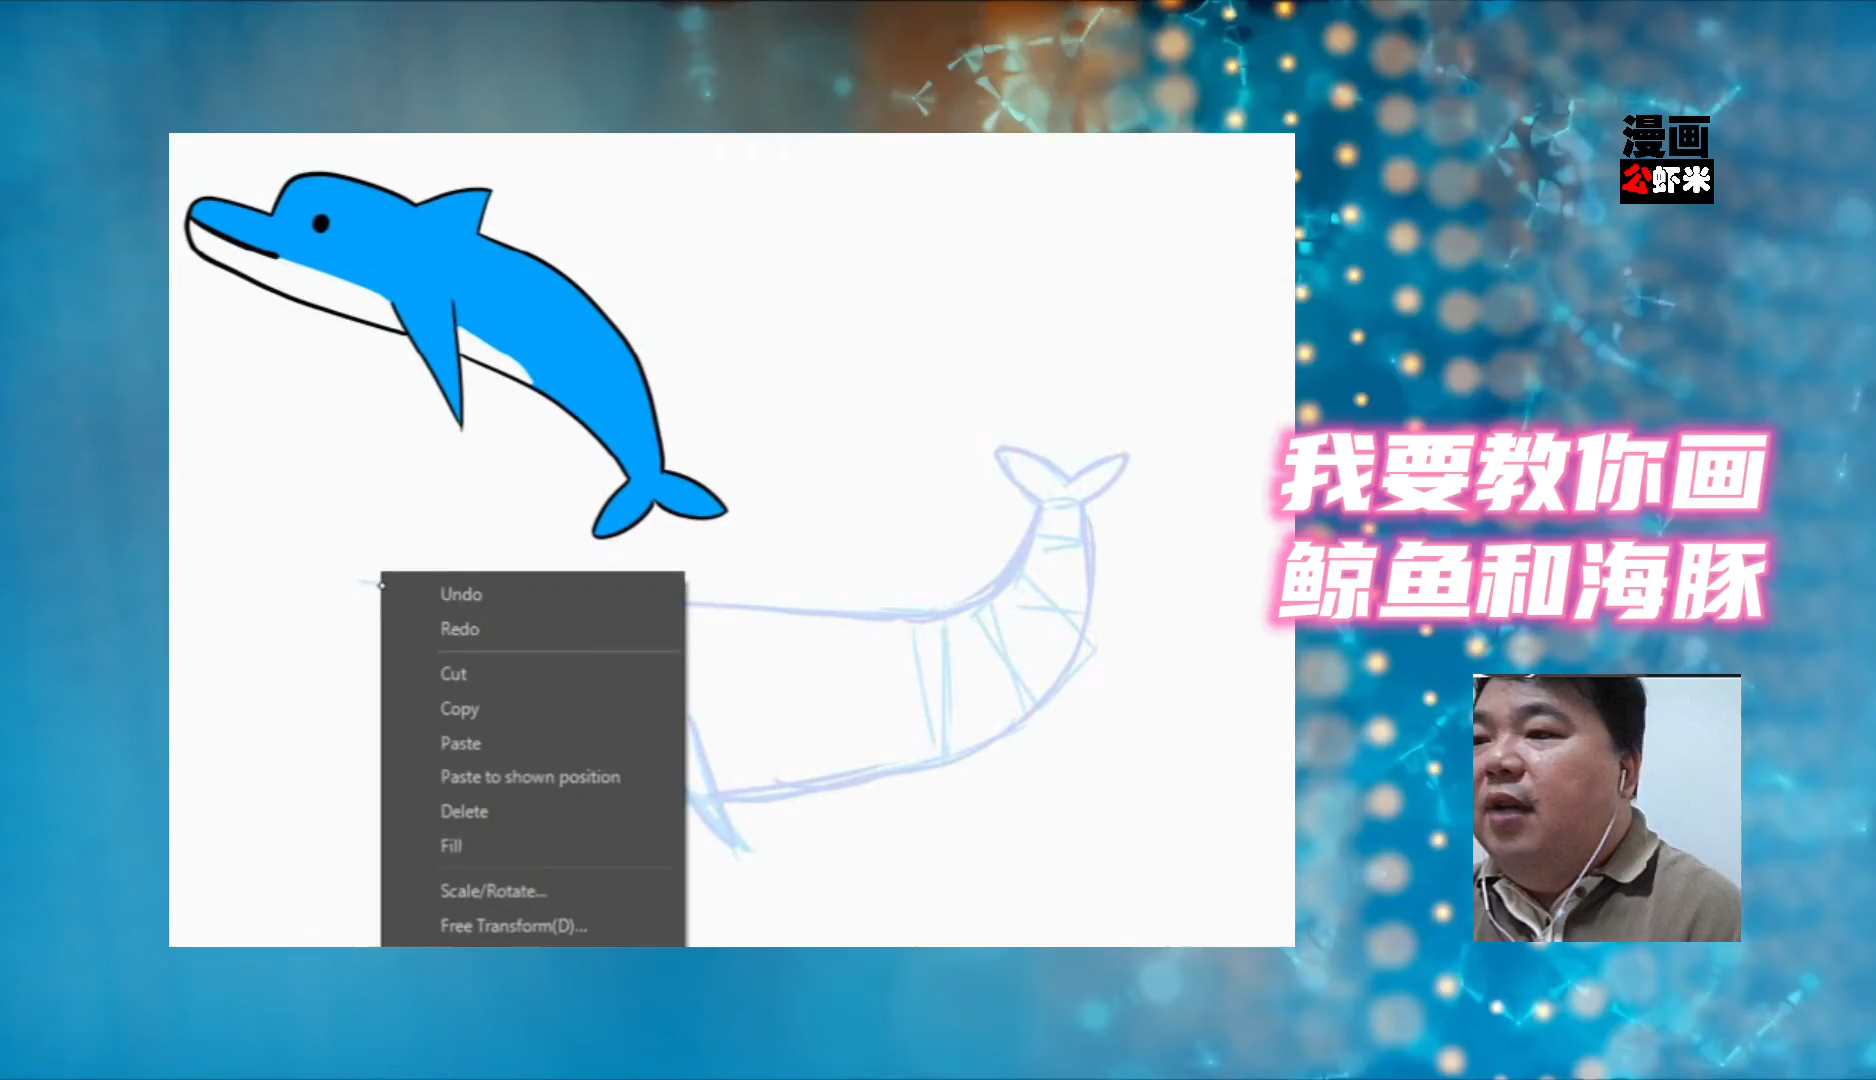 漫画
公虾米
我要教你画
鲸鱼和海豚
Undo
Redo
Cut
Copy
Paste
Paste to shown position
Delete
Fill
Scale/Rotate...
Free Transform(D)...